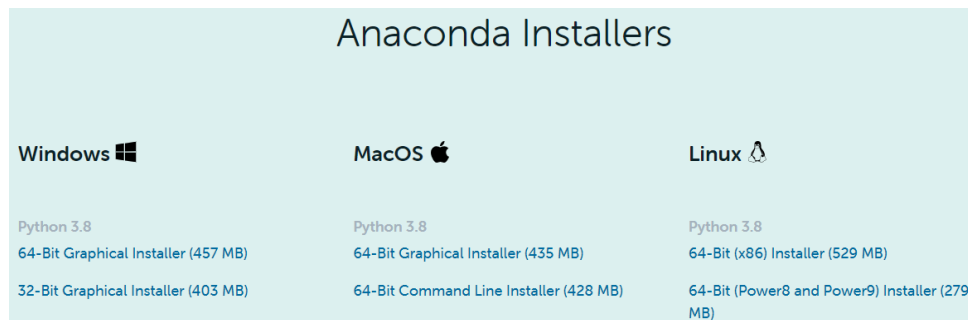 Anaconda Installers
Windows
MacOS
Linux
Python 3.8
64-Bit Graphical Installer (457 MB)
32-Bit Graphical Installer (403 MB)
Python 3.8
64-Bit Graphical Installer (435 MB)
64-Bit Command Line Installer (428 MB)
Python 3.8
64-Bit (x86) Installer (529 MB)
64-Bit (Power8 and Power9) Installer (279
MB)